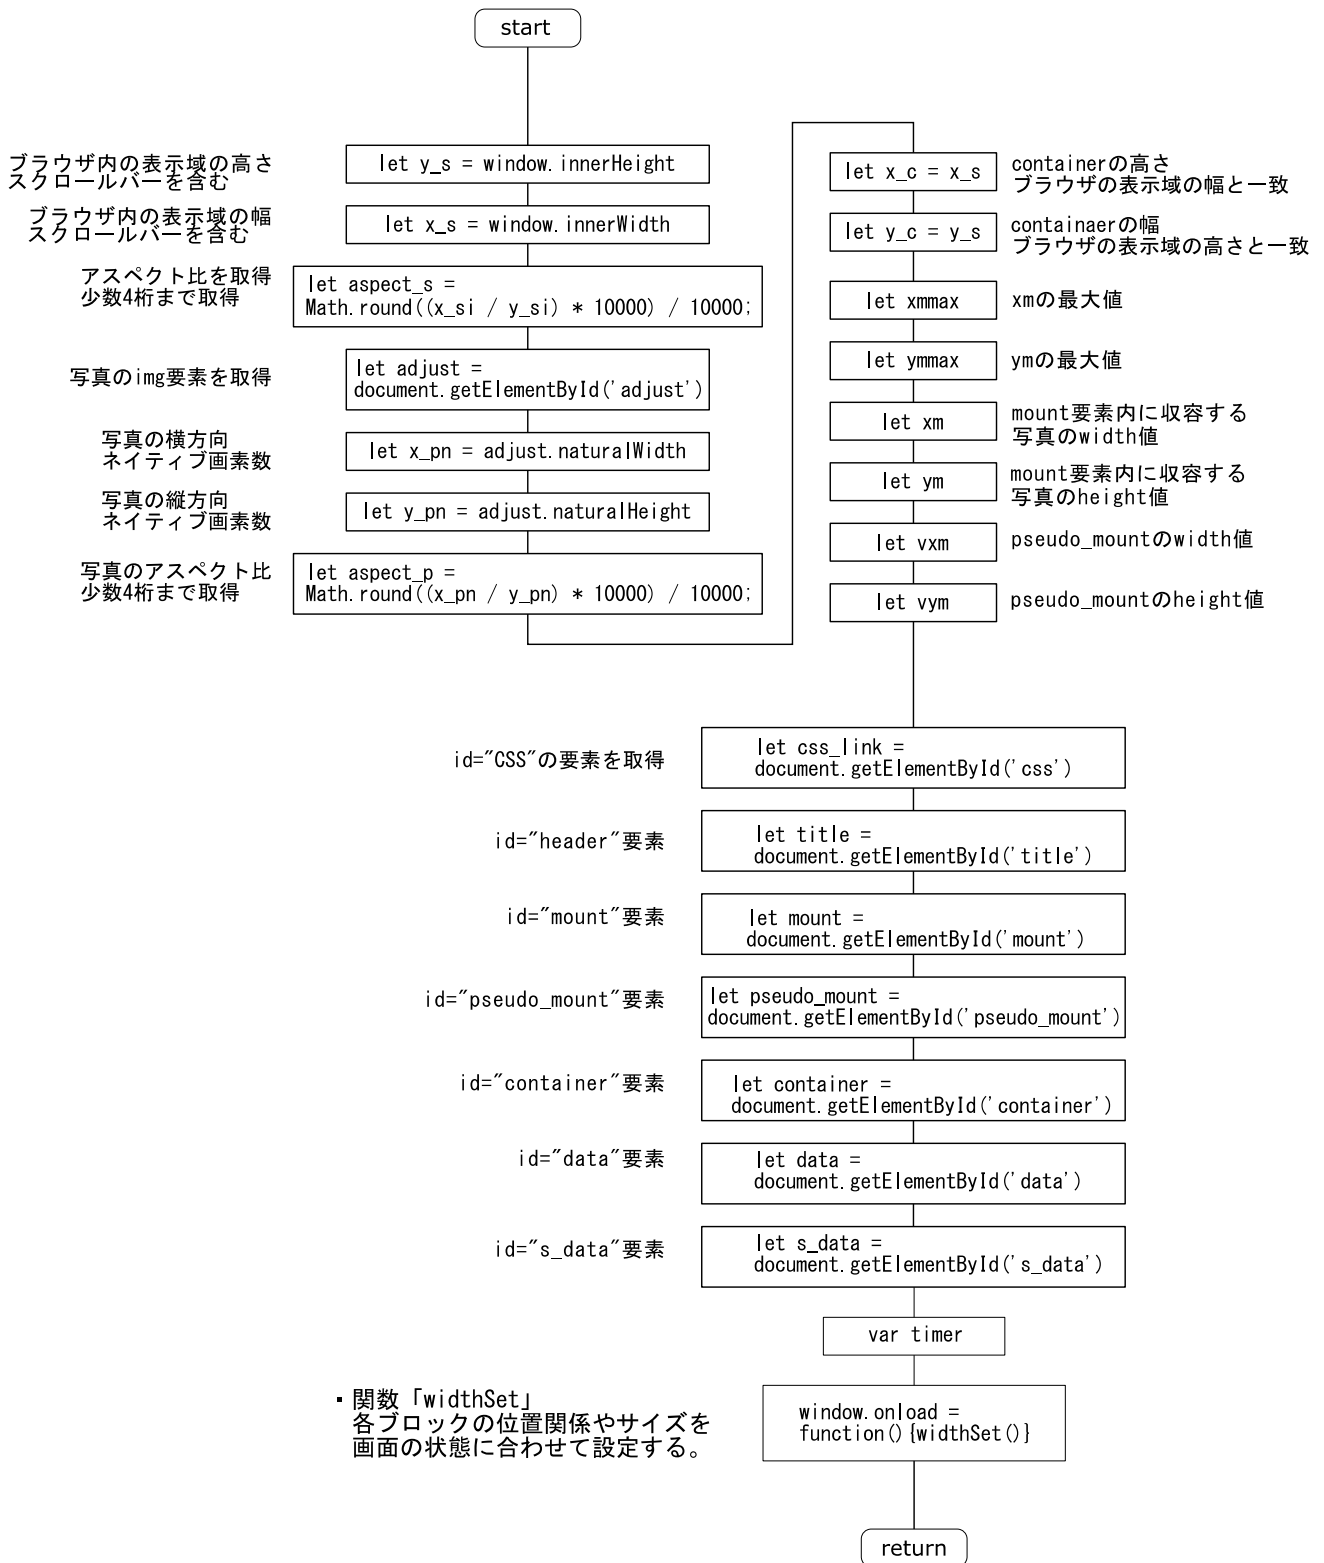 start
ブラウザ内の表示域の高さ
スクロールバーを含む
let y_s = window.innerHeight
ブラウザ内の表示域の幅
スクロールバーを含む
let x_s = window.innerWidth
アスペクト比を取得
少数4桁まで取得
let aspect_s =
Math.round((x_si / y_si) * 10000) / 10000;
写真のimg要素を取得
let adjust =
document.getElementById('adjust')
写真の横方向
ネイティブ画素数
let x_pn = adjust.naturalWidth
写真の縦方向
ネイティブ画素数
let y_pn = adjust.naturalHeight
写真のアスペクト比
少数4桁まで取得
let aspect_p =
Math.round((x_pn / y_pn) * 10000) / 10000;
let x_c = x_s
containerの高さ
ブラウザの表示域の幅と一致
let y_c = y_s
containaerの幅
ブラウザの表示域の高さと一致
let xmmax
xmの最大値
let ymmax
ymの最大値
let xm
mount要素内に収容する
写真のwidth値
let ym
mount要素内に収容する
写真のheight値
let vxm
pseudo_mountのwidth値
let vym
pseudo_mountのheight値
id="CSS"の要素を取得
let css_link =
document.getElementById('css')
id="header"要素
let title =
document.getElementById('title')
id="mount"要素
let mount =
document.getElementById('mount')
id="pseudo_mount"要素
let pseudo_mount =
document.getElementById('pseudo_mount')
id="container"要素
let container =
document.getElementById('container')
id="data"要素
let data =
document.getElementById('data')
id="s_data"要素
let s_data =
document.getElementById('s_data')
var timer
・関数「widthSet」
各ブロックの位置関係やサイズを
画面の状態に合わせて設定する。
window.onload =
function(){widthSet()}
return